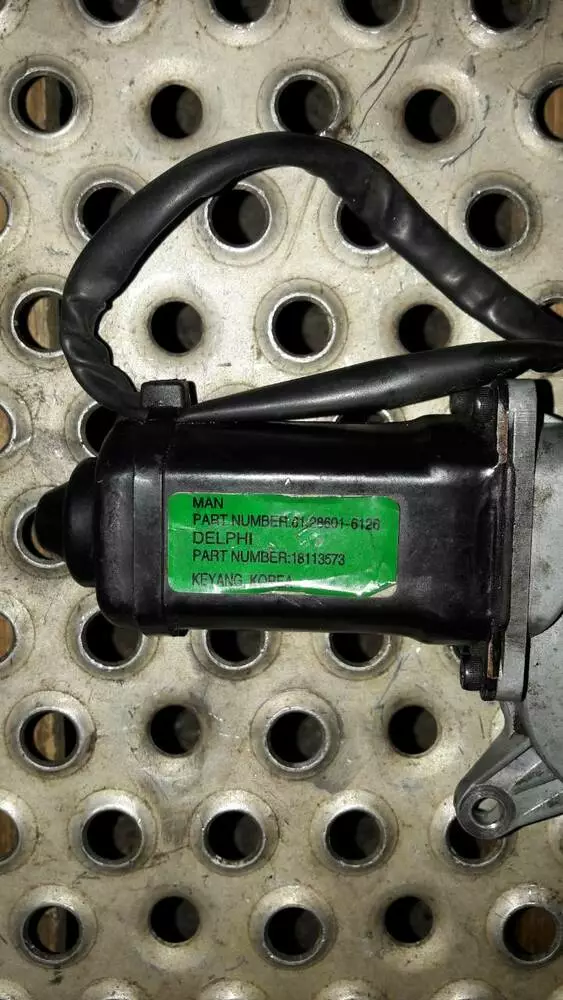 MAN
PART NUMBER:81.28601-6126
DELPHI
PART NUMBER:18113573
KEYANG KOREA